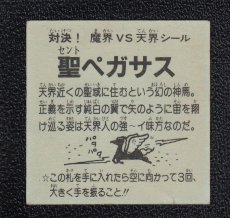 対決! 魔界VS天界シール
セント
聖ペガサス
天界近くの聖域に住むという幻の神馬。
正義を示す純白の翼で矢のように宙を翔
け巡る姿は天界人の強〜イ味方なのだ。
パタパタ
☆この札を手に入れたら空に向かって3回、
大きく手を振ること!!